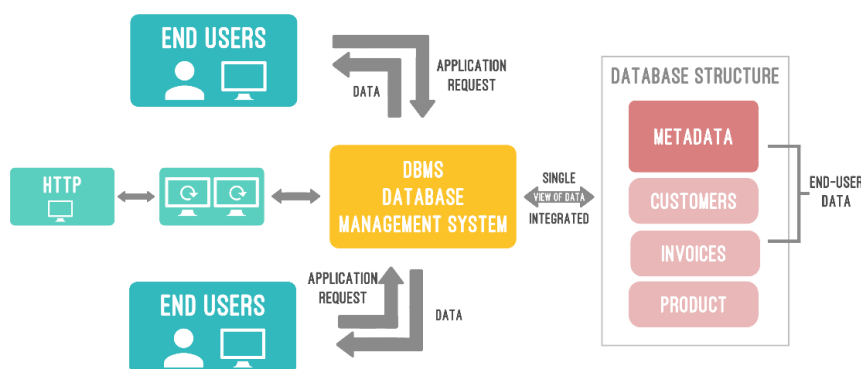 END USERS
DATA
APPLICATION
REQUEST
HTTP
DBMS
DATABASE
MANAGEMENT SYSTEM
SINGLE
VIEW OF DATA
INTEGRATED
DATABASE STRUCTURE
METADATA
CUSTOMERS
INVOICES
PRODUCT
END-USER
DATA
END USERS
APPLICATION
REQUEST
DATA